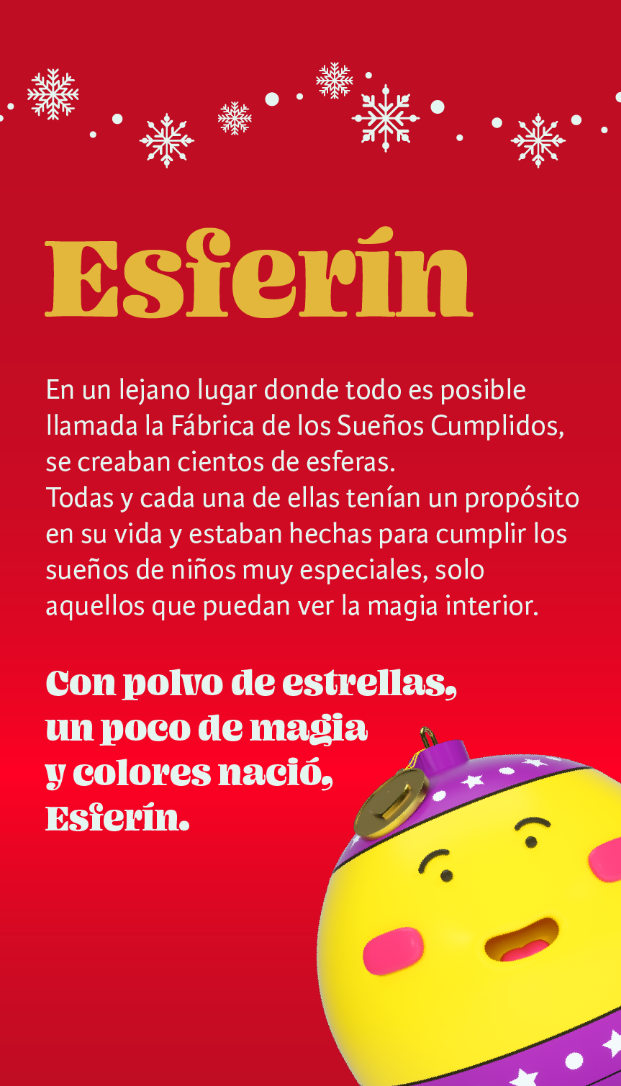 Esferín
En un lejano lugar donde todo es posible
llamada la Fábrica de los Sueños Cumplidos,
se creaban cientos de esferas.
Todas y cada una de ellas tenían un propósito
en su vida y estaban hechas para cumplir los
sueños de niños muy especiales, solo
aquellos que puedan ver la magia interior.
Con polvo de estrellas,
un poco de magia
y colores nació,
Esferín.